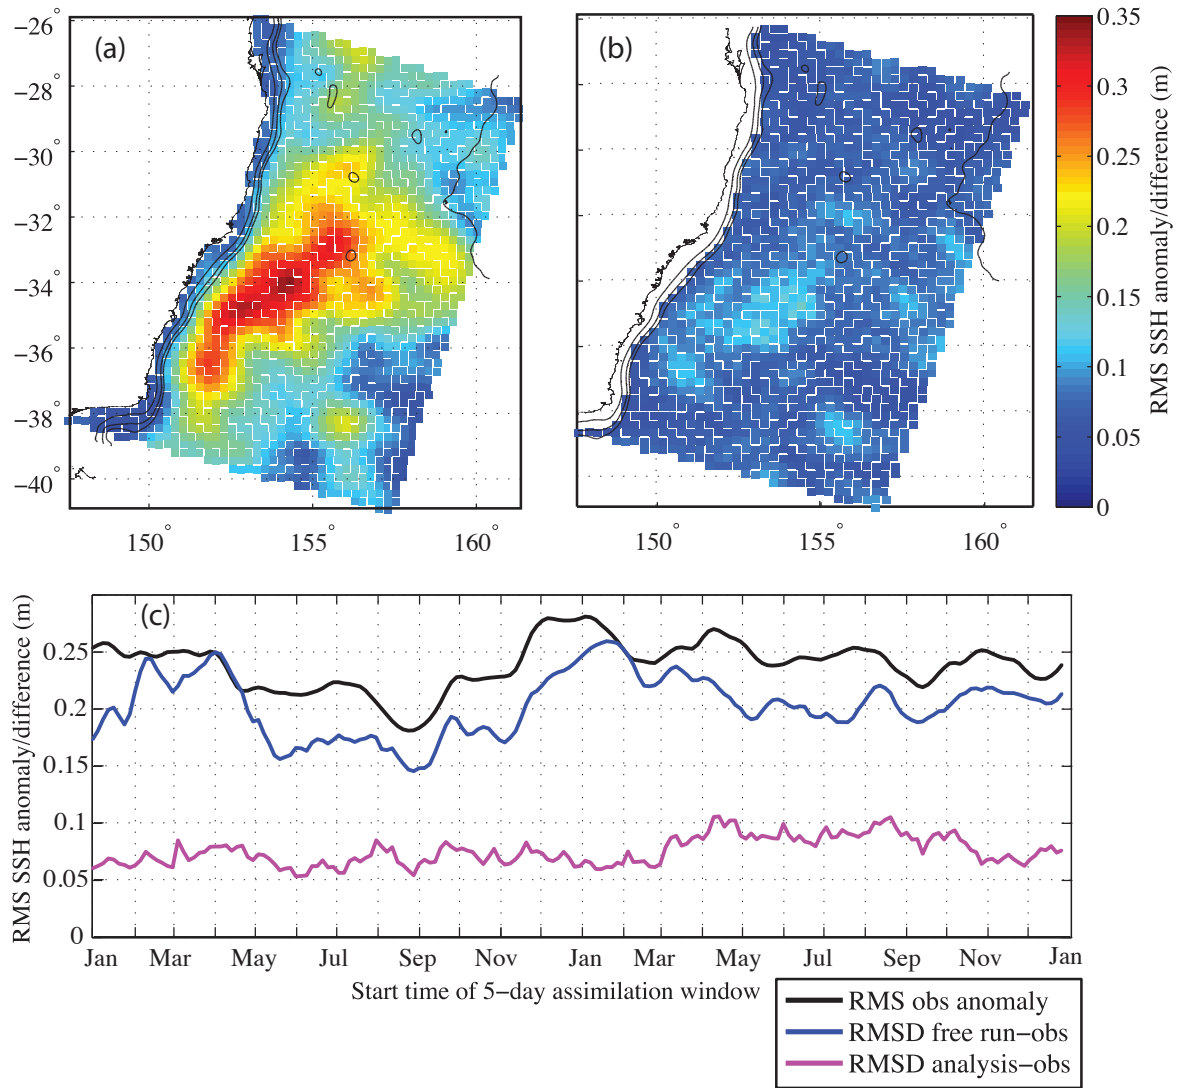 (a)
(b)
−26°
−28°
−30°
−32°
−34°
−36°
−38°
−40°
150°
155°
160°
150°
155°
160°
0.35
0.3
0.25
0.2
0.15
0.1
0.05
0
RMS SSH anomaly/difference (m)
(c)
RMS SSH anomaly/difference (m)
0.25
0.2
0.15
0.1
0.05
0
Jan Mar May Jul Sep Nov Jan Mar May Jul Sep Nov Jan
Start time of 5−day assimilation window
RMS obs anomaly
RMSD free run−obs
RMSD analysis−obs